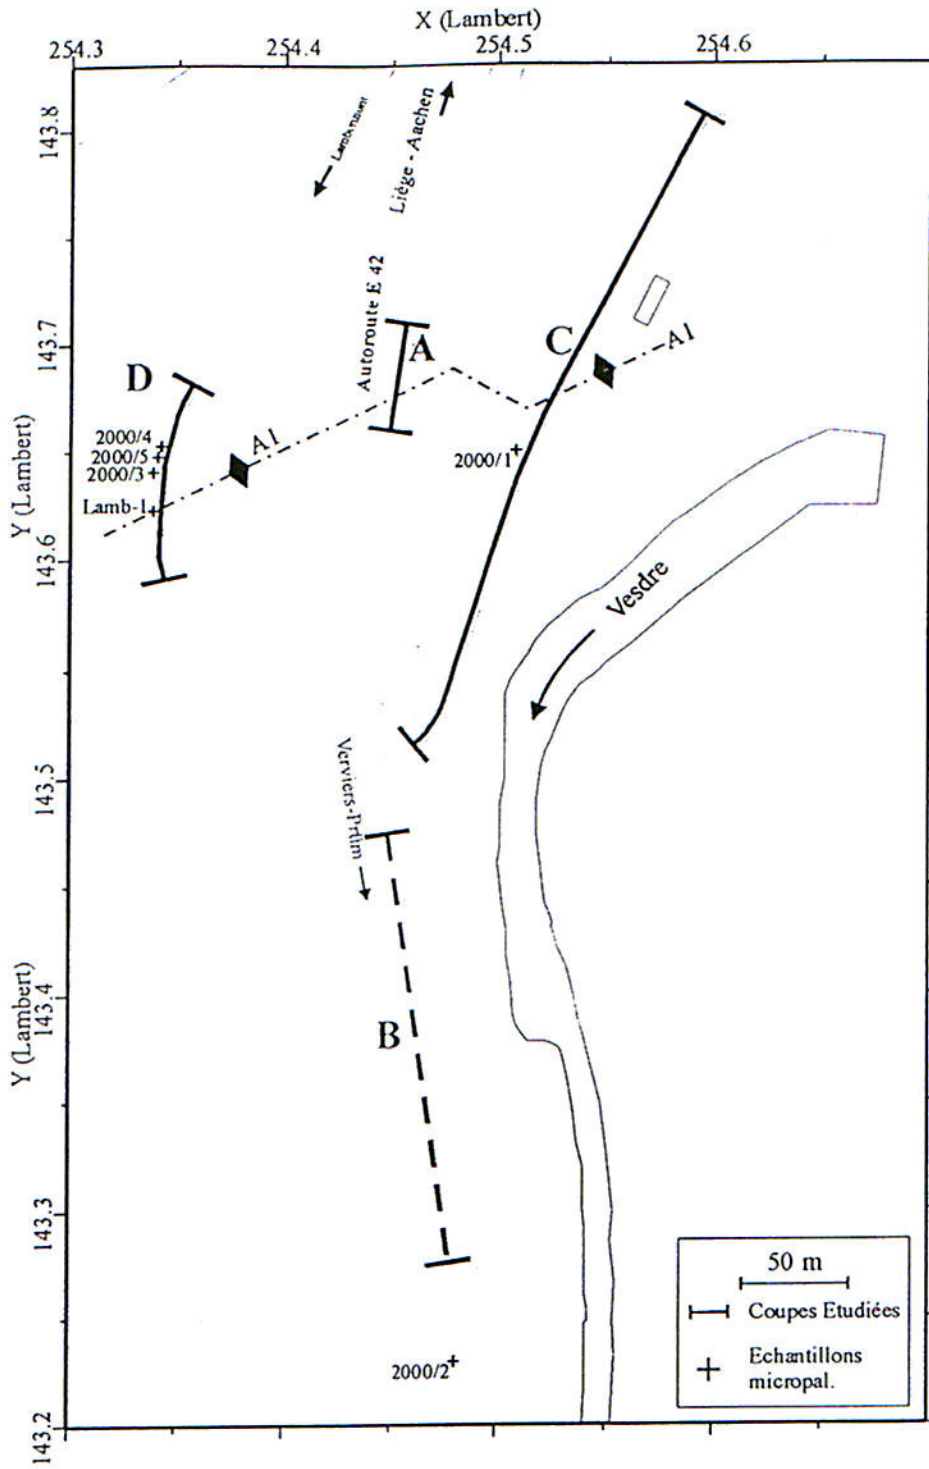 X (Lambert)
254.3
254.4
254.5
254.6
143.8
143.7
143.6
143.5
143.4
143.3
143.2
Y (Lambert)
Y (Lambert)
Liège - Aachen
Autoroute E 42
A
C
D
A1
A1
2000/4
2000/5
2000/3
Lamb-1
2000/1
Vesdre
Verviers-Prüm
B
2000/2
50 m
Coupes Etudiées
Echantillons
micropal.